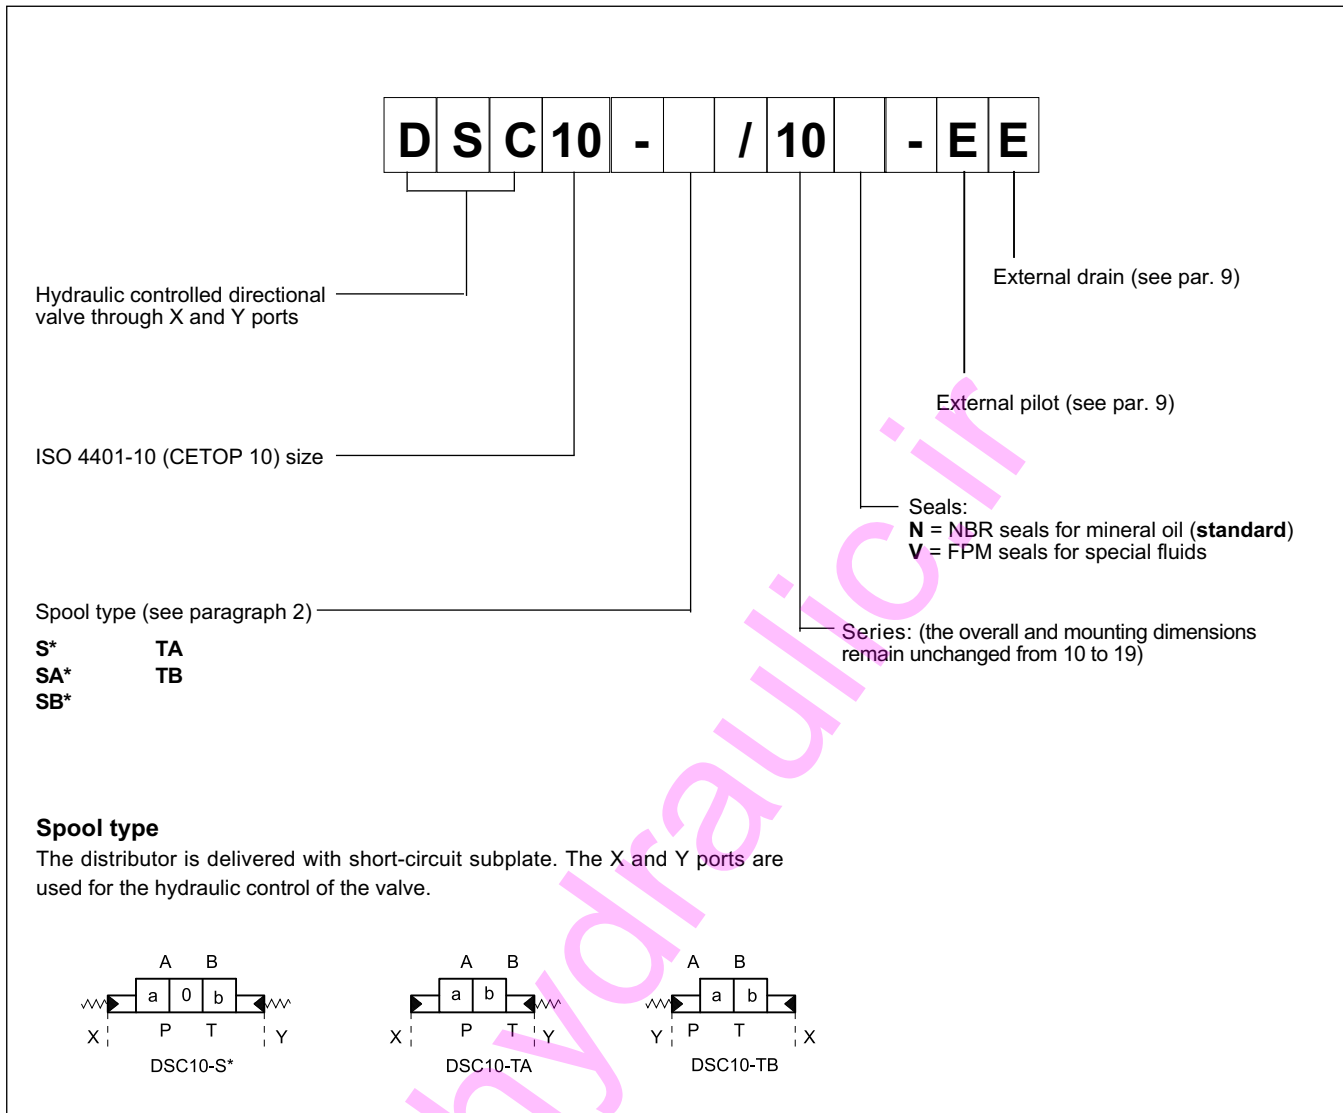 D S C 10 - / 10 - E E
Hydraulic controlled directional
valve through X and Y ports
External drain (see par. 9)
External pilot (see par. 9)
ISO 4401-10 (CETOP 10) size
Seals:
N = NBR seals for mineral oil (standard)
V = FPM seals for special fluids
Spool type (see paragraph 2)
S* TA
SA* TB
SB*
Series: (the overall and mounting dimensions
remain unchanged from 10 to 19)
Spool type
The distributor is delivered with short-circuit subplate. The X and Y ports are
used for the hydraulic control of the valve.
A B
a 0 b
X P T Y
DSC10-S*
A B
a b
X P T Y
DSC10-TA
A B
a b
Y P T X
DSC10-TB
hydraulic.ir